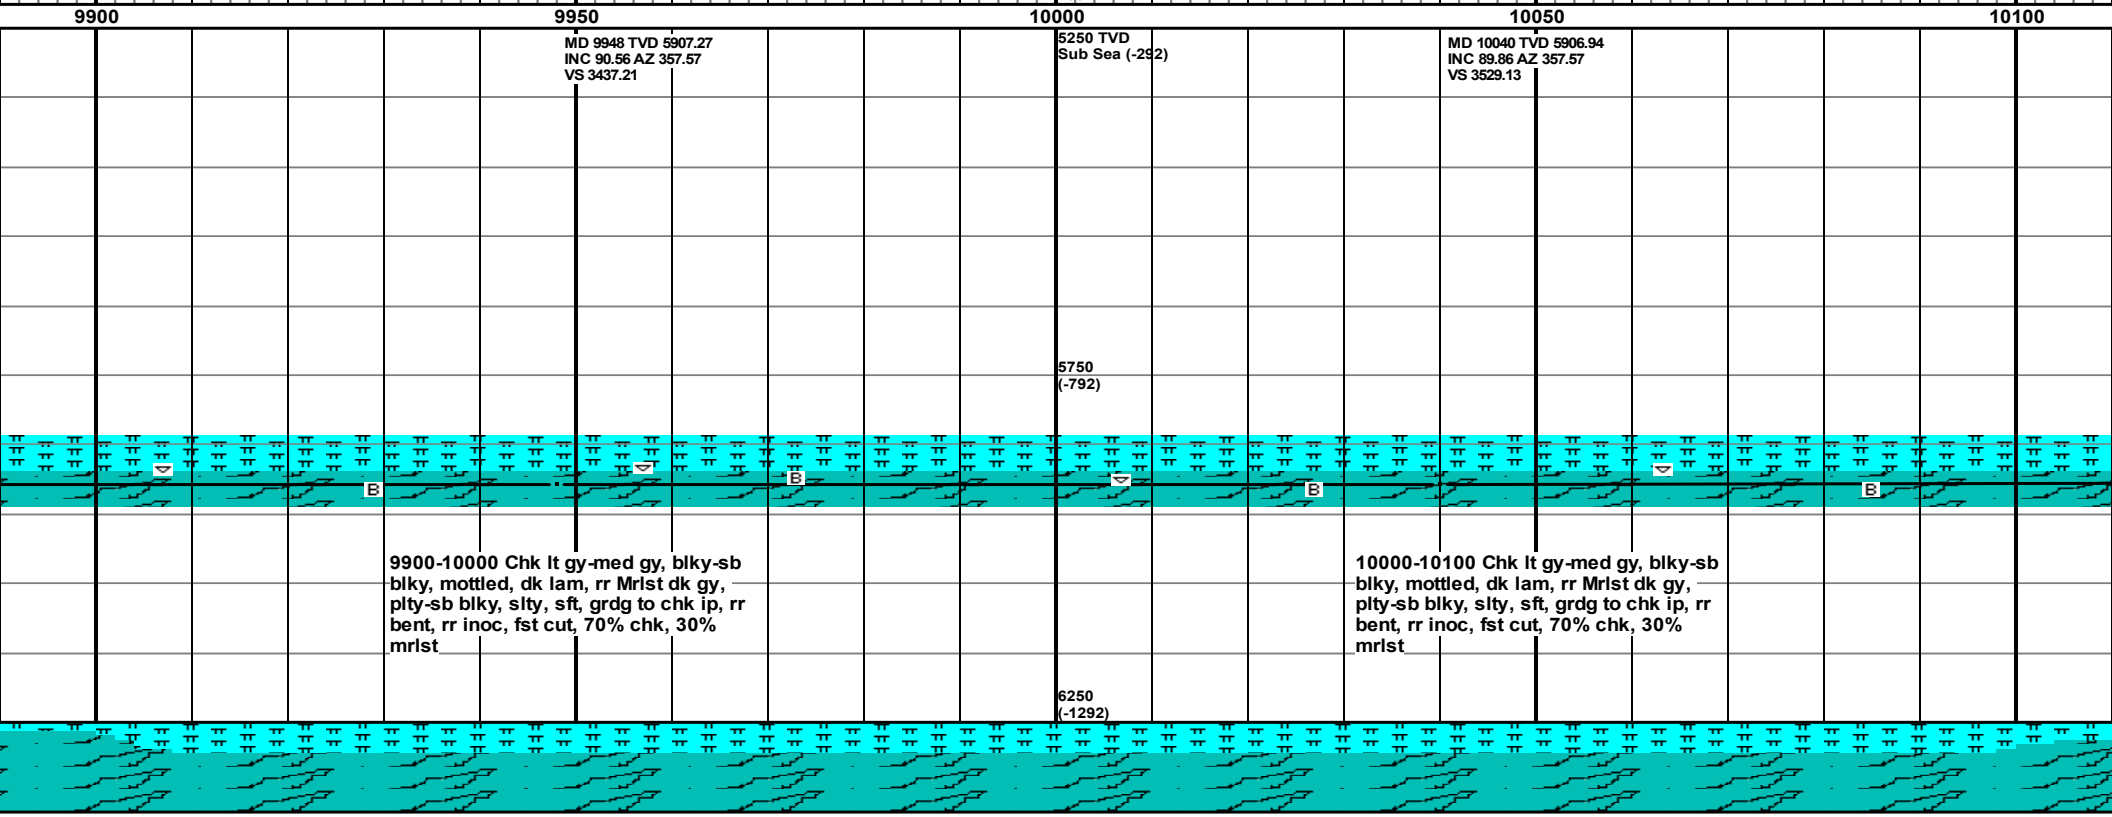 9900 9950 10000 10050 10100
MD 9948 TVD 5907.27
INC 90.56 AZ 357.57
VS 3437.21
5250 TVD
Sub Sea (-292)
MD 10040 TVD 5906.94
INC 89.86 AZ 357.57
VS 3529.13
5750
(-792)
B B B B
9900-10000 Chk lt gy-med gy, blky-sb
blky, mottled, dk lam, rr Mrlst dk gy,
plty-sb blky, slty, sft, grdg to chk ip, rr
bent, rr inoc, fst cut, 70% chk, 30%
mrlst
10000-10100 Chk lt gy-med gy, blky-sb
blky, mottled, dk lam, rr Mrlst dk gy,
plty-sb blky, slty, sft, grdg to chk ip, rr
bent, rr inoc, fst cut, 70% chk, 30%
mrlst
6250
(-1292)